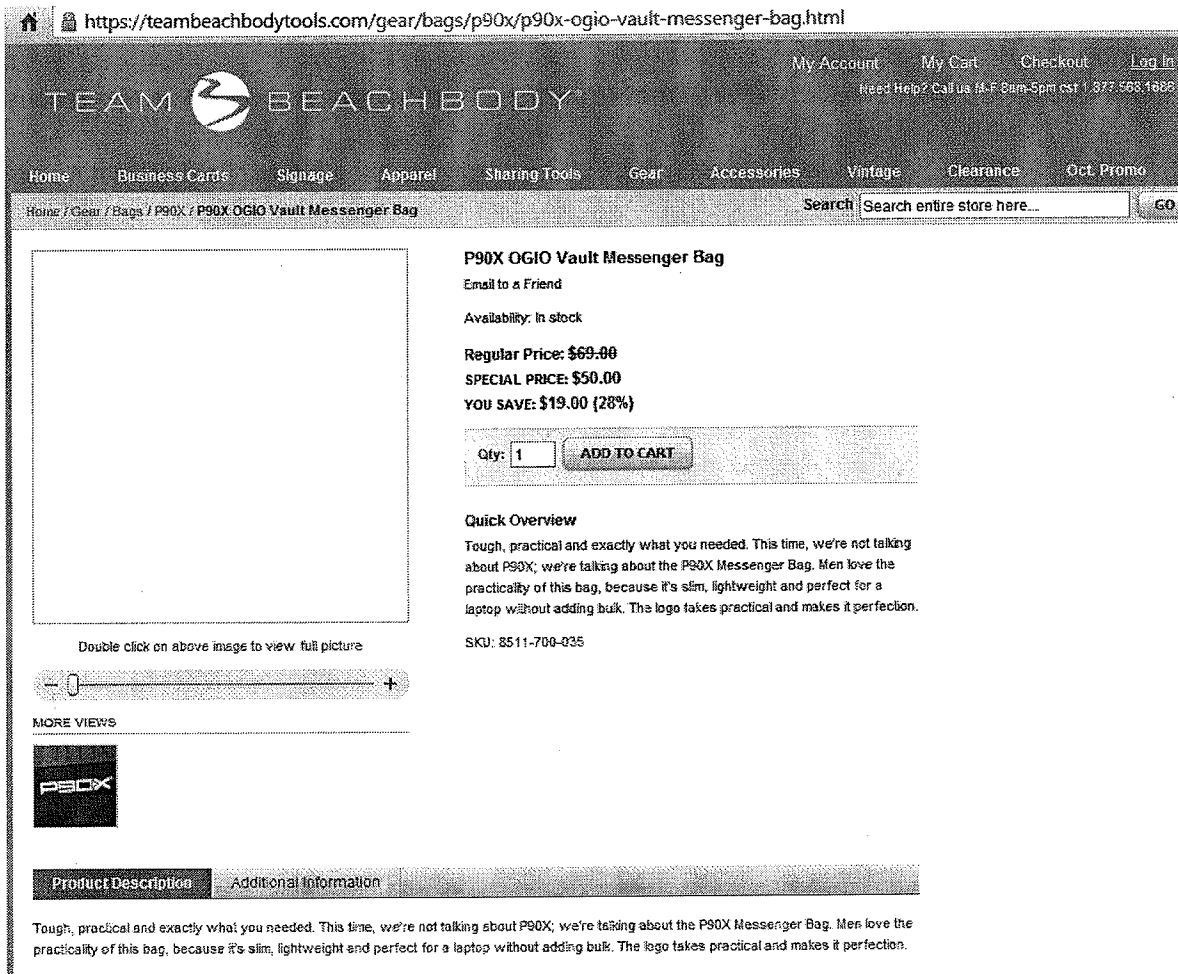 https://teambeachbodytools.com/gear/bags/p90x/p90x-ogio-vault-messenger-bag.html
My Account My Cart Checkout Log In
Need Help? Call us M-F 8am-5pm cst 1.877.568.1686
TEAM BEACHBODY
Home Business Cards Signage Apparel Sharing Tools Gear Accessories Vintage Clearance Oct. Promo
Home / Gear / Bags / P90X / P90X OGIO Vault Messenger Bag
Search Search entire store here... GO
P90X OGIO Vault Messenger Bag
Email to a Friend
Availability: In stock
Regular Price: $69.00
SPECIAL PRICE: $50.00
YOU SAVE: $19.00 (28%)
Qty: 1 ADD TO CART
Quick Overview
Tough, practical and exactly what you needed. This time, we're not talking
about P90X; we're talking about the P90X Messenger Bag. Men love the
practicality of this bag, because it's slim, lightweight and perfect for a
laptop without adding bulk. The logo takes practical and makes it perfection.
SKU: 8511-700-035
Double click on above image to view full picture
MORE VIEWS
P90X
Product Description Additional Information
Tough, practical and exactly what you needed. This time, we're not talking about P90X; we're talking about the P90X Messenger Bag. Men love the
practicality of this bag, because it's slim, lightweight and perfect for a laptop without adding bulk. The logo takes practical and makes it perfection.